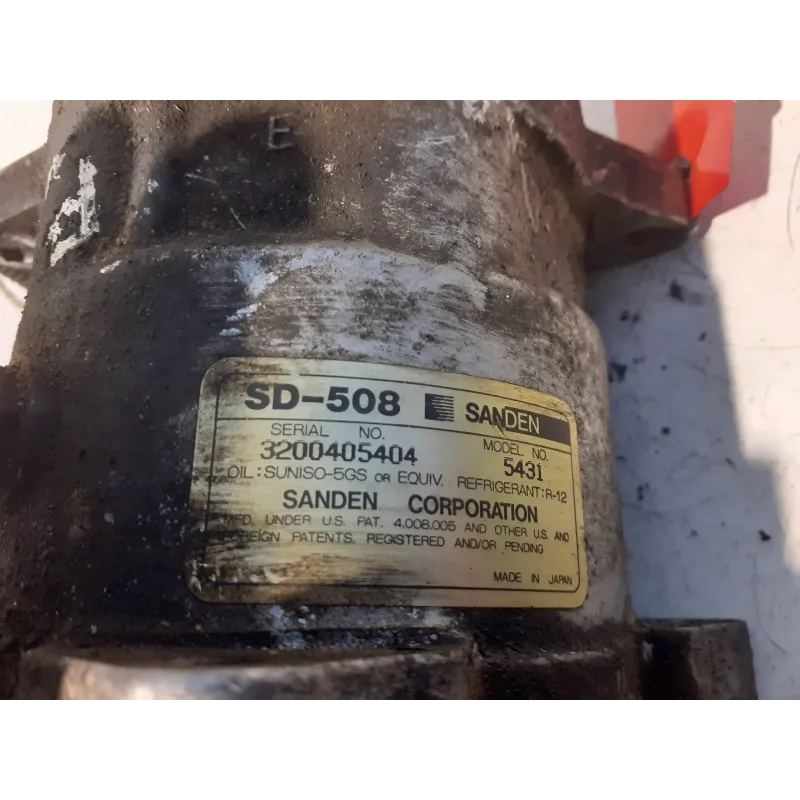 E
SD-508 SANDEN
SERIAL NO. MODEL NO.
3200405404 5431
OIL: SUNISO-5GS OR EQUIV. REFRIGERANT: R-12
SANDEN CORPORATION
MFD. UNDER U.S. PAT. 4.008.005 AND OTHER U.S. AND
FOREIGN PATENTS, REGISTERED AND/OR PENDING
MADE IN JAPAN